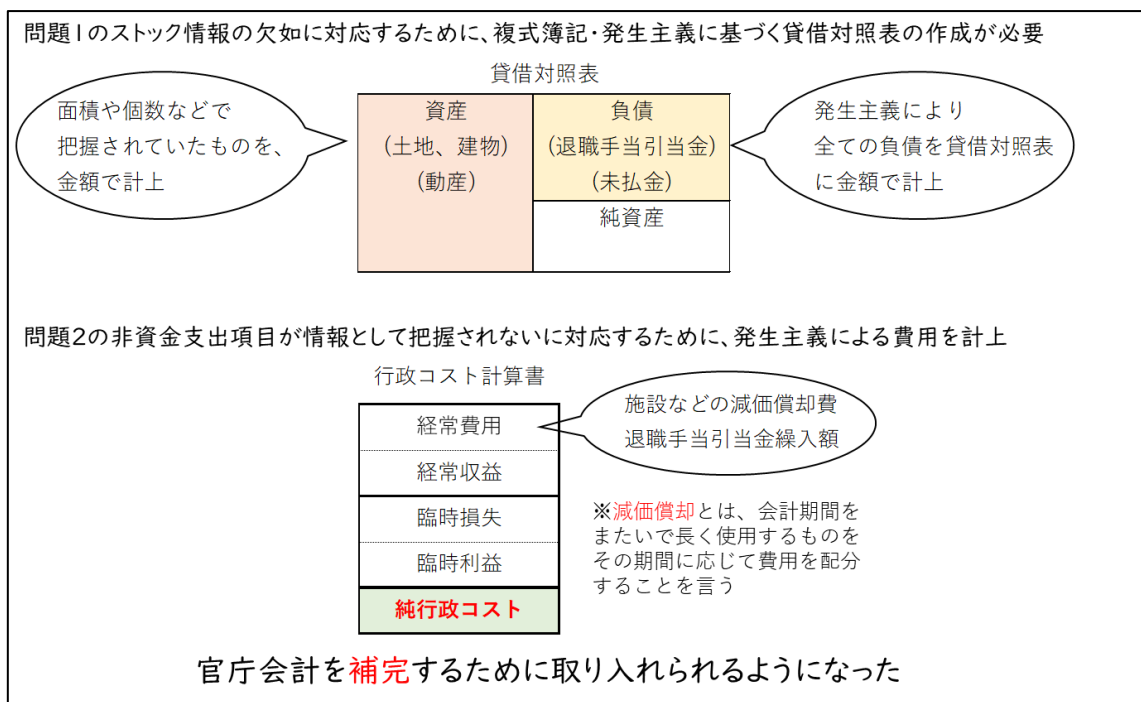 問題1のストック情報の欠如に対応するために、複式簿記・発生主義に基づく貸借対照表の作成が必要
貸借対照表
面積や個数などで
把握されていたものを、
金額で計上
資産
(土地、建物)
(動産)
負債
(退職手当引当金)
(未払金)
純資産
発生主義により
全ての負債を貸借対照表
に金額で計上
問題2の非資金支出項目が情報として把握されないに対応するために、発生主義による費用を計上
行政コスト計算書
経常費用
経常収益
臨時損失
臨時利益
純行政コスト
施設などの減価償却費
退職手当引当金繰入額
※減価償却とは、会計期間を
またいで長く使用するものを
その期間に応じて費用を配分
することを言う
官庁会計を補完するために取り入れられるようになった